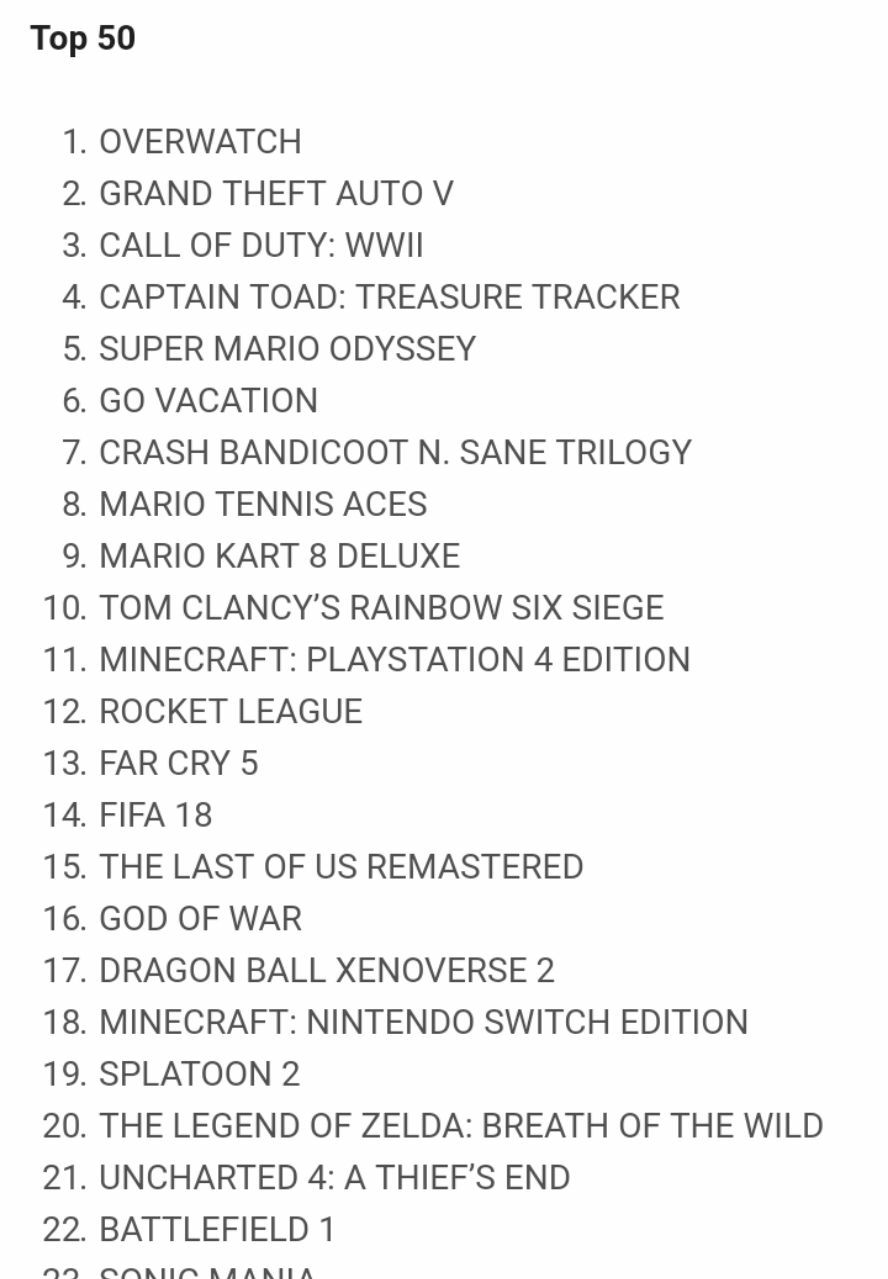 Top 50
1. OVERWATCH
2. GRAND THEFT AUTO V
3. CALL OF DUTY: WWII
4. CAPTAIN TOAD: TREASURE TRACKER
5. SUPER MARIO ODYSSEY
6. GO VACATION
7. CRASH BANDICOOT N. SANE TRILOGY
8. MARIO TENNIS ACES
9. MARIO KART 8 DELUXE
10. TOM CLANCY’S RAINBOW SIX SIEGE
11. MINECRAFT: PLAYSTATION 4 EDITION
12. ROCKET LEAGUE
13. FAR CRY 5
14. FIFA 18
15. THE LAST OF US REMASTERED
16. GOD OF WAR
17. DRAGON BALL XENOVERSE 2
18. MINECRAFT: NINTENDO SWITCH EDITION
19. SPLATOON 2
20. THE LEGEND OF ZELDA: BREATH OF THE WILD
21. UNCHARTED 4: A THIEF’S END
22. BATTLEFIELD 1
23. SONIC MANIA